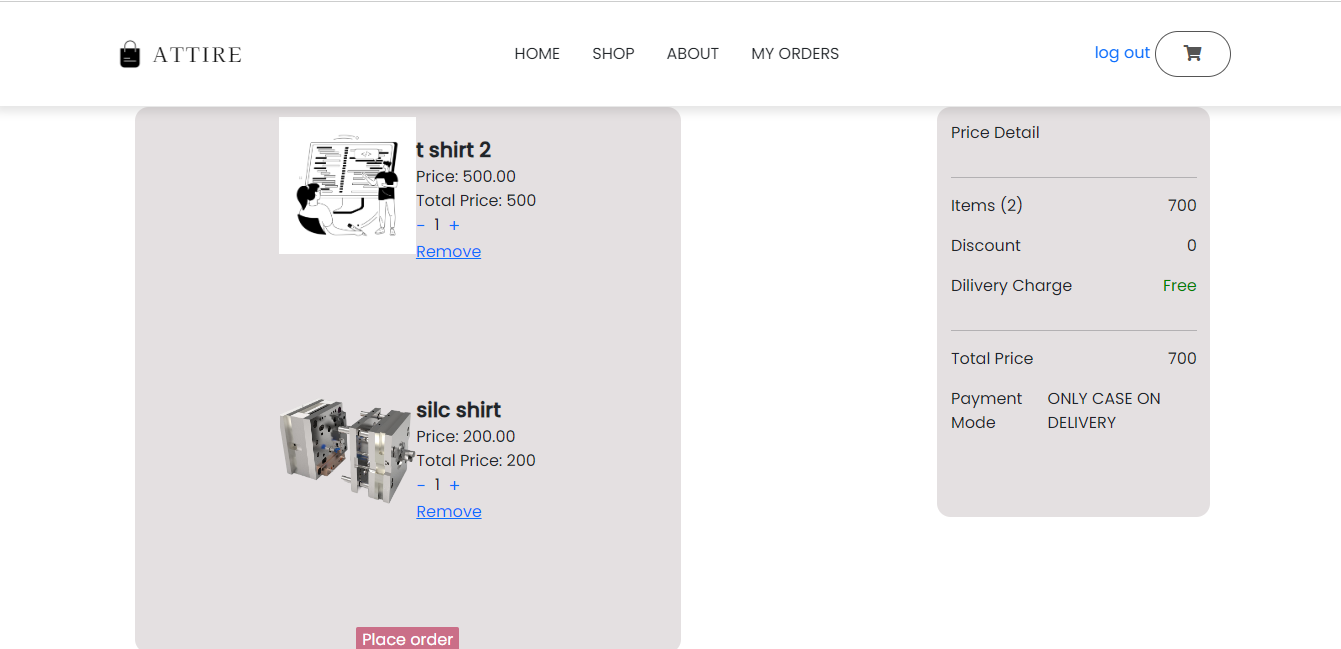 ATTIRE
HOME
SHOP
ABOUT
MY ORDERS
log out
t shirt 2
Price: 500.00
Total Price: 500
- 1 +
Remove
silc shirt
Price: 200.00
Total Price: 200
- 1 +
Remove
Place order
Price Detail
Items (2) 700
Discount 0
Dilivery Charge Free
Total Price 700
Payment Mode ONLY CASE ON DELIVERY